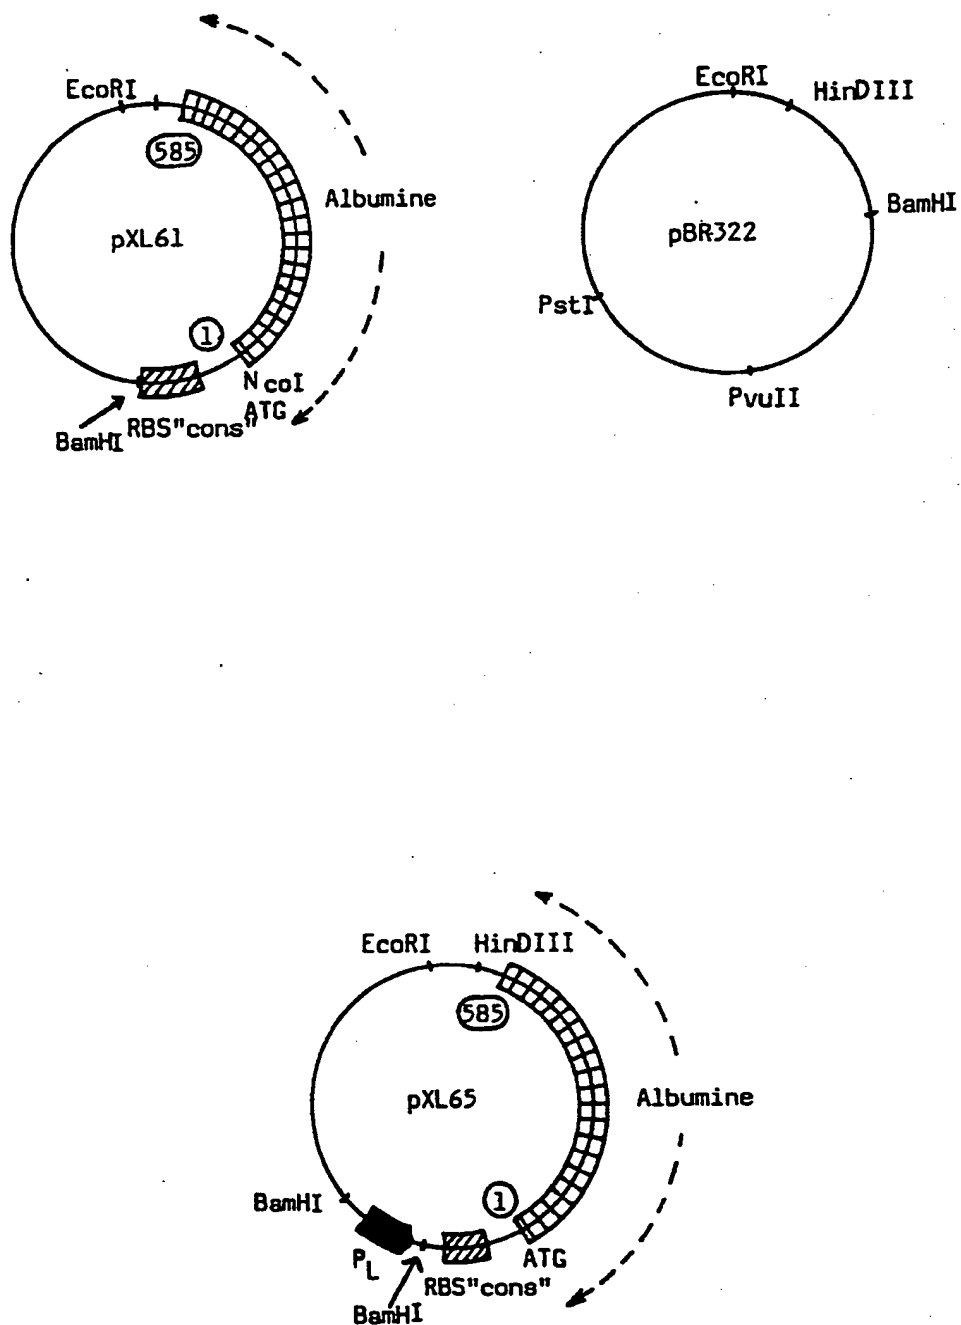 EcoRI
585
pXL61
Albumine
1
NcoI
ATG
RBS"cons"
BamHI
EcoRI
HinDIII
BamHI
pBR322
PstI
PvuII
EcoRI
HinDIII
585
pXL65
Albumine
1
BamHI
PL
ATG
RBS"cons"
BamHI